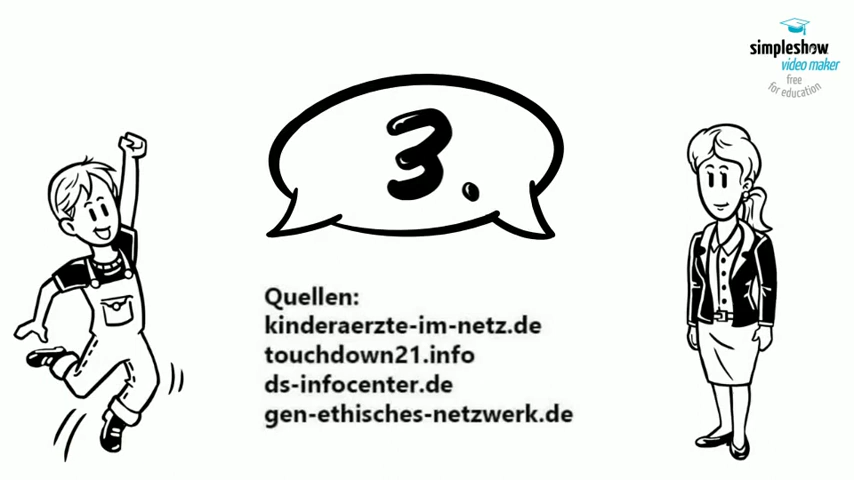 simpleshow
video maker
free
for education
3.
Quellen:
kinderaerzte-im-netz.de
touchdown21.info
ds-infocenter.de
gen-ethisches-netzwerk.de